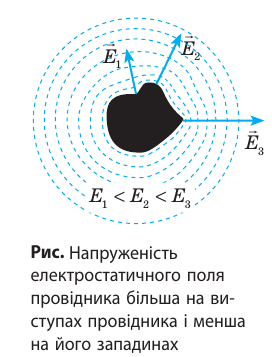 E⃗₁
E⃗₂
E⃗₃
E₁ < E₂ < E₃
Рис. Напруженість
електростатичного поля
провідника більша на ви-
ступах провідника і менша
на його западинах